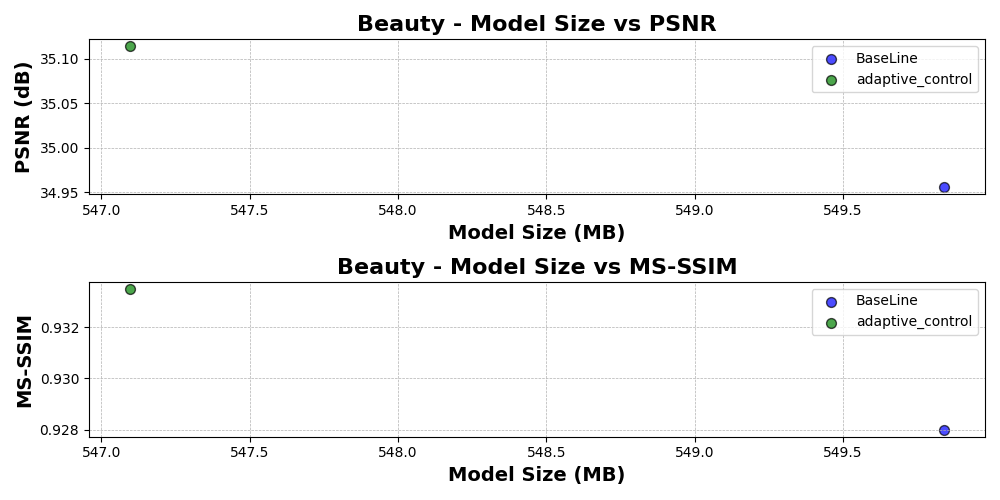 Beauty - Model Size vs PSNR
PSNR (dB)
35.10
35.05
35.00
34.95
BaseLine
adaptive_control
547.0 547.5 548.0 548.5 549.0 549.5
Model Size (MB)
Beauty - Model Size vs MS-SSIM
MS-SSIM
0.932
0.930
0.928
BaseLine
adaptive_control
547.0 547.5 548.0 548.5 549.0 549.5
Model Size (MB)